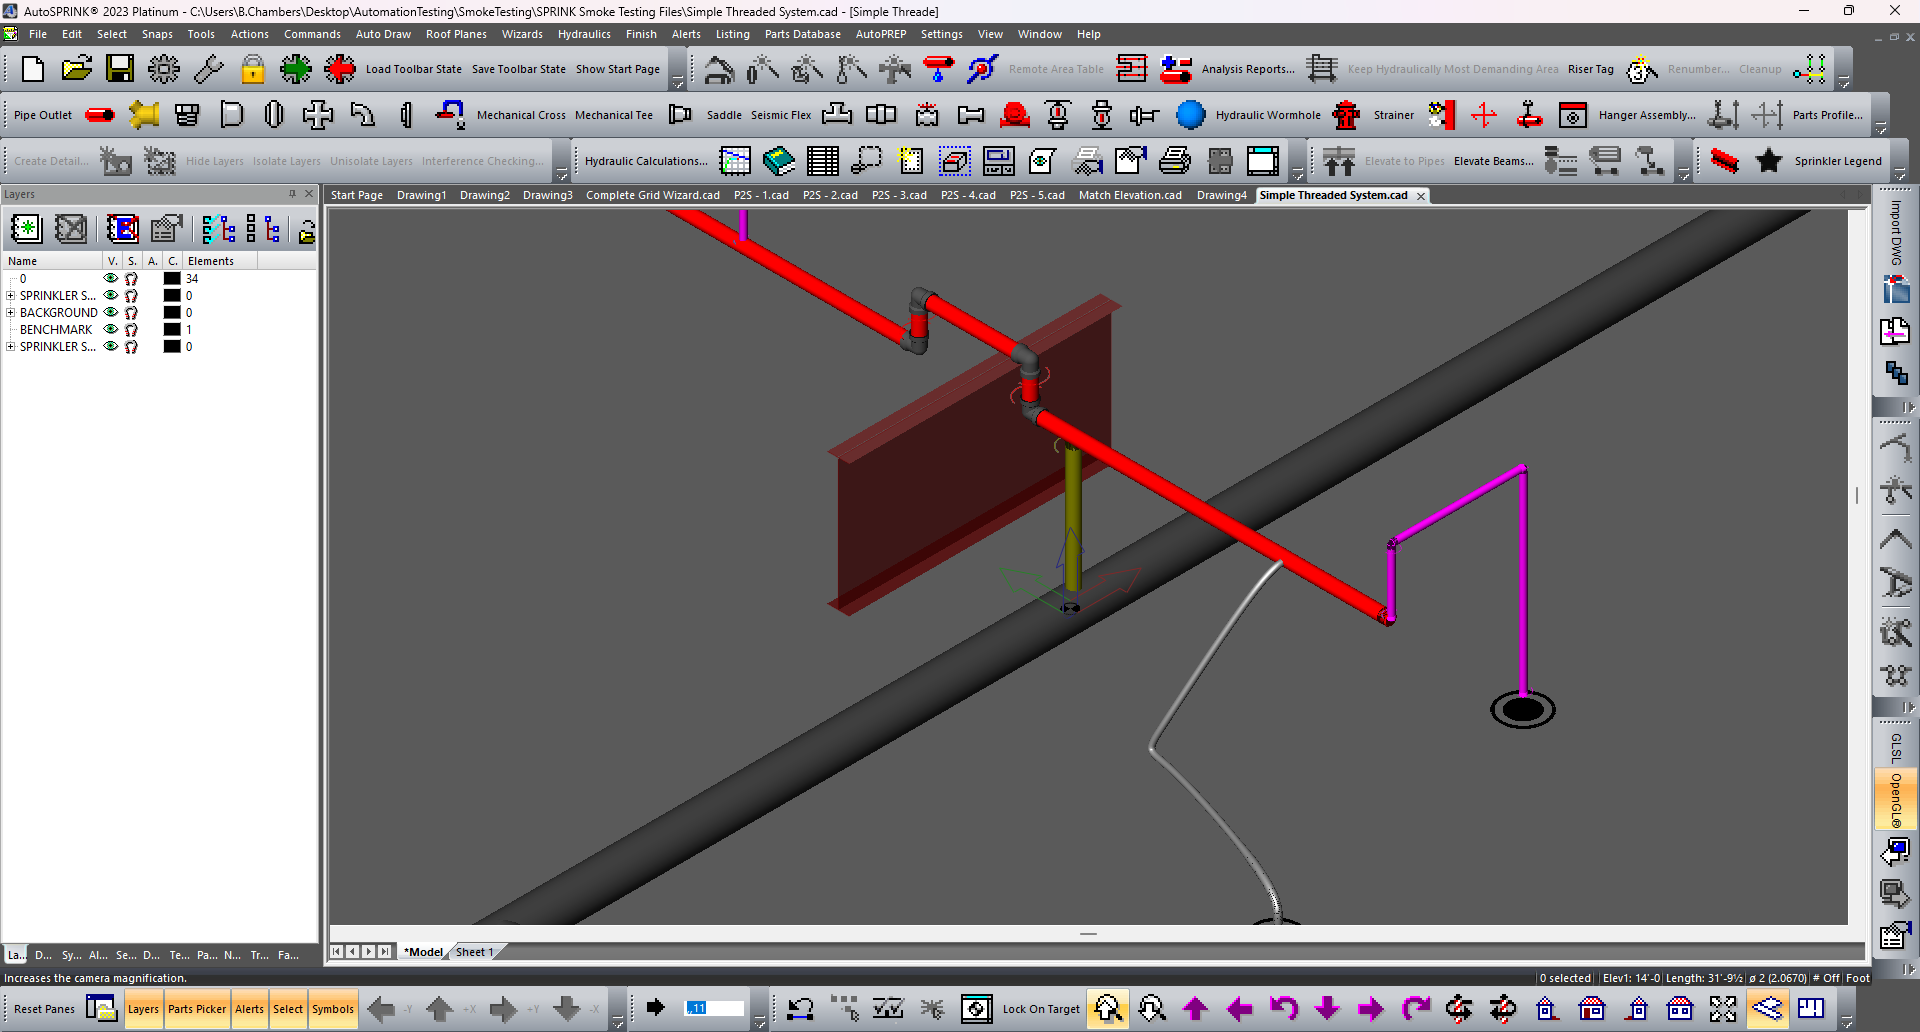 AutoSPRINK® 2023 Platinum - C:\Users\B.Chambers\Desktop\AutomationTesting\SmokeTesting\SPRINK Smoke Testing Files\Simple Threaded System.cad - [Simple Threade]
File Edit Select Snaps Tools Actions Commands Auto Draw Roof Planes Wizards Hydraulics Finish Alerts Listing Parts Database AutoPREP Settings View Window Help
Load Toolbar State Save Toolbar State Show Start Page Remote Area Table Analysis Reports... Keep Hydraulically Most Demanding Area Riser Tag Renumber... Cleanup
Pipe Outlet Mechanical Cross Mechanical Tee Saddle Seismic Flex Hydraulic Wormhole Strainer Hanger Assembly... Parts Profile...
Create Detail... Hide Layers Isolate Layers Unisolate Layers Interference Checking... Hydraulic Calculations... Elevate to Pipes Elevate Beams... Sprinkler Legend
Layers
Start Page Drawing1 Drawing2 Drawing3 Complete Grid Wizard.cad P2S - 1.cad P2S - 2.cad P2S - 3.cad P2S - 4.cad P2S - 5.cad Match Elevation.cad Drawing4 Simple Threaded System.cad
Import DWG
Name V. S. A. C. Elements
0 34
SPRINKLER S... 0
BACKGROUND 0
BENCHMARK 1
SPRINKLER S... 0
GLSL
OpenGL®
La... D... Sy... Al... Se... D... Te... Pa... N... Tr... Fa...
*Model Sheet 1
Increases the camera magnification.
0 selected Elev1: 14'-0 Length: 31'-9½ ø 2 (2.0670) # Off Foot
Reset Panes Layers Parts Picker Alerts Select Symbols -Y +X +Y -X ,,11 Lock On Target